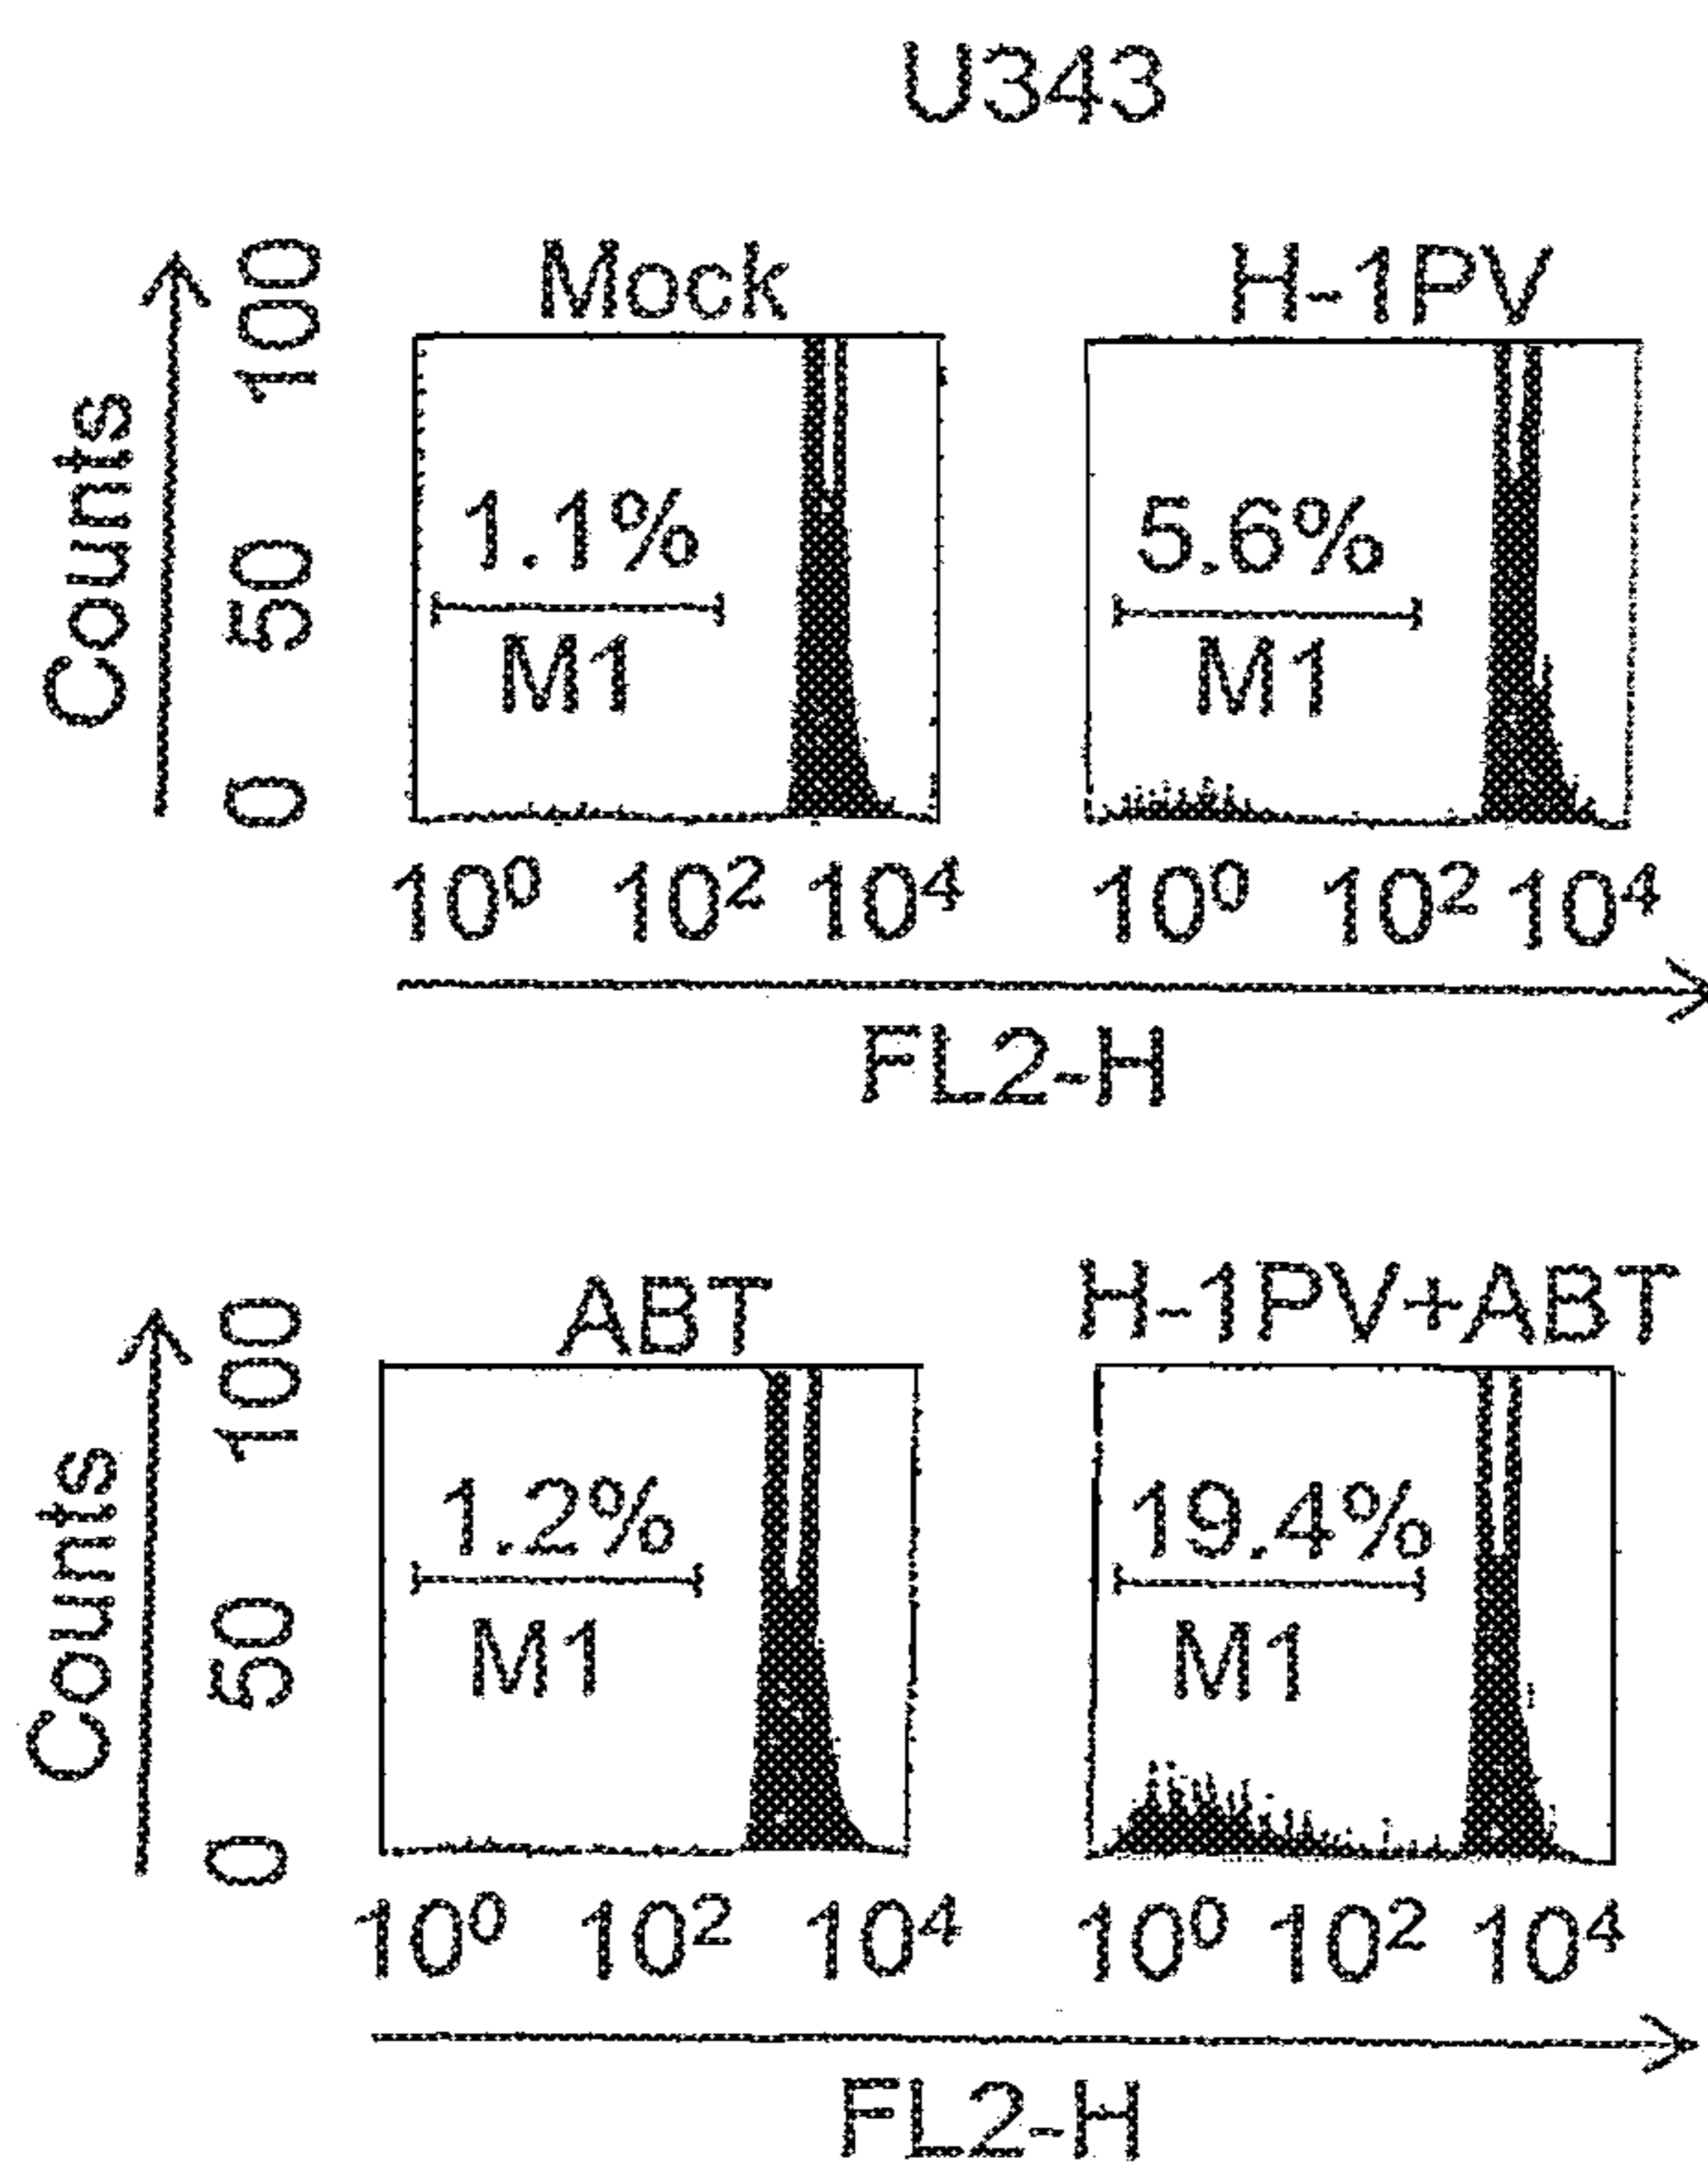 U343
Mock
H-1PV
Counts
0 50 100
1.1%
M1
5.6%
M1
10⁰ 10² 10⁴
10⁰ 10² 10⁴
FL2-H
ABT
H-1PV+ABT
Counts
0 50 100
1.2%
M1
19.4%
M1
10⁰ 10² 10⁴
10⁰ 10² 10⁴
FL2-H